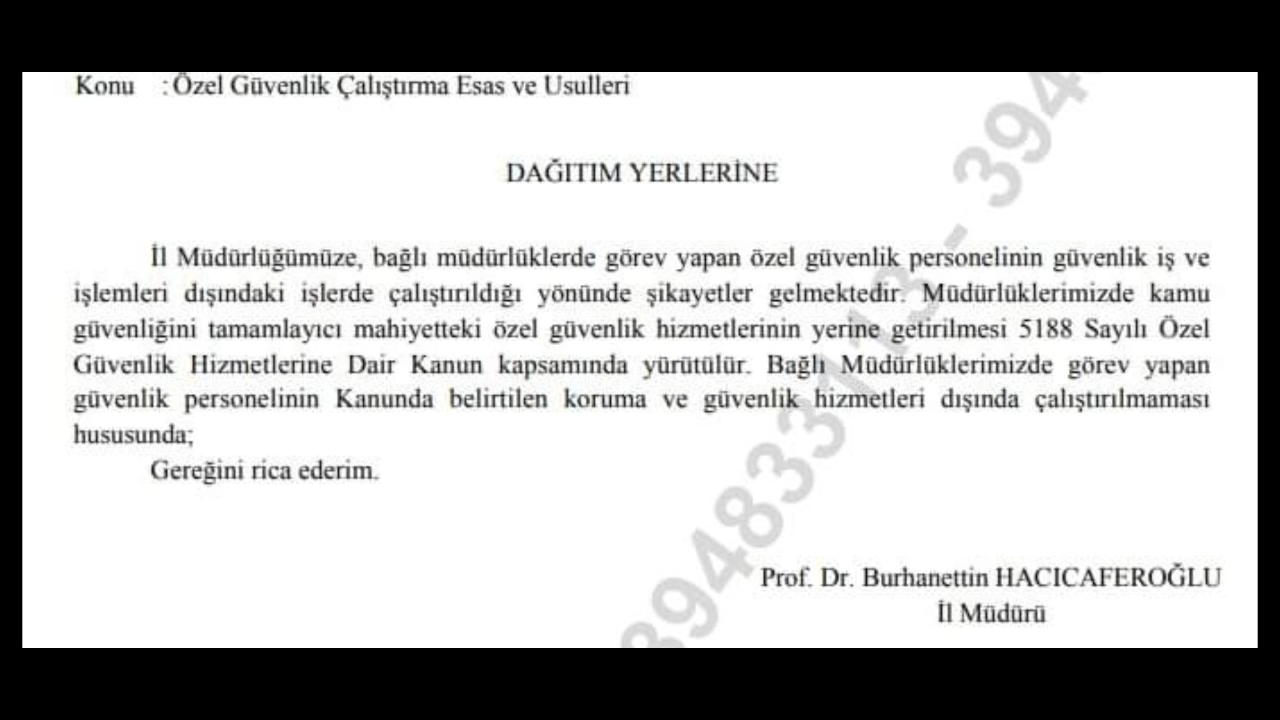 Konu : Özel Güvenlik Çalıştırma Esas ve Usulleri
DAĞITIM YERLERİNE
İl Müdürlüğümüze, bağlı müdürlüklerde görev yapan özel güvenlik personelinin güvenlik iş ve
işlemleri dışındaki işlerde çalıştırıldığı yönünde şikayetler gelmektedir. Müdürlüklerimizde kamu
güvenliğini tamamlayıcı mahiyetteki özel güvenlik hizmetlerinin yerine getirilmesi 5188 Sayılı Özel
Güvenlik Hizmetlerine Dair Kanun kapsamında yürütülür. Bağlı Müdürlüklerimizde görev yapan
güvenlik personelinin Kanunda belirtilen koruma ve güvenlik hizmetleri dışında çalıştırılmaması
hususunda;
Gereğini rica ederim.
Prof. Dr. Burhanettin HACICAFEROĞLU
İl Müdürü
394833113 - 394